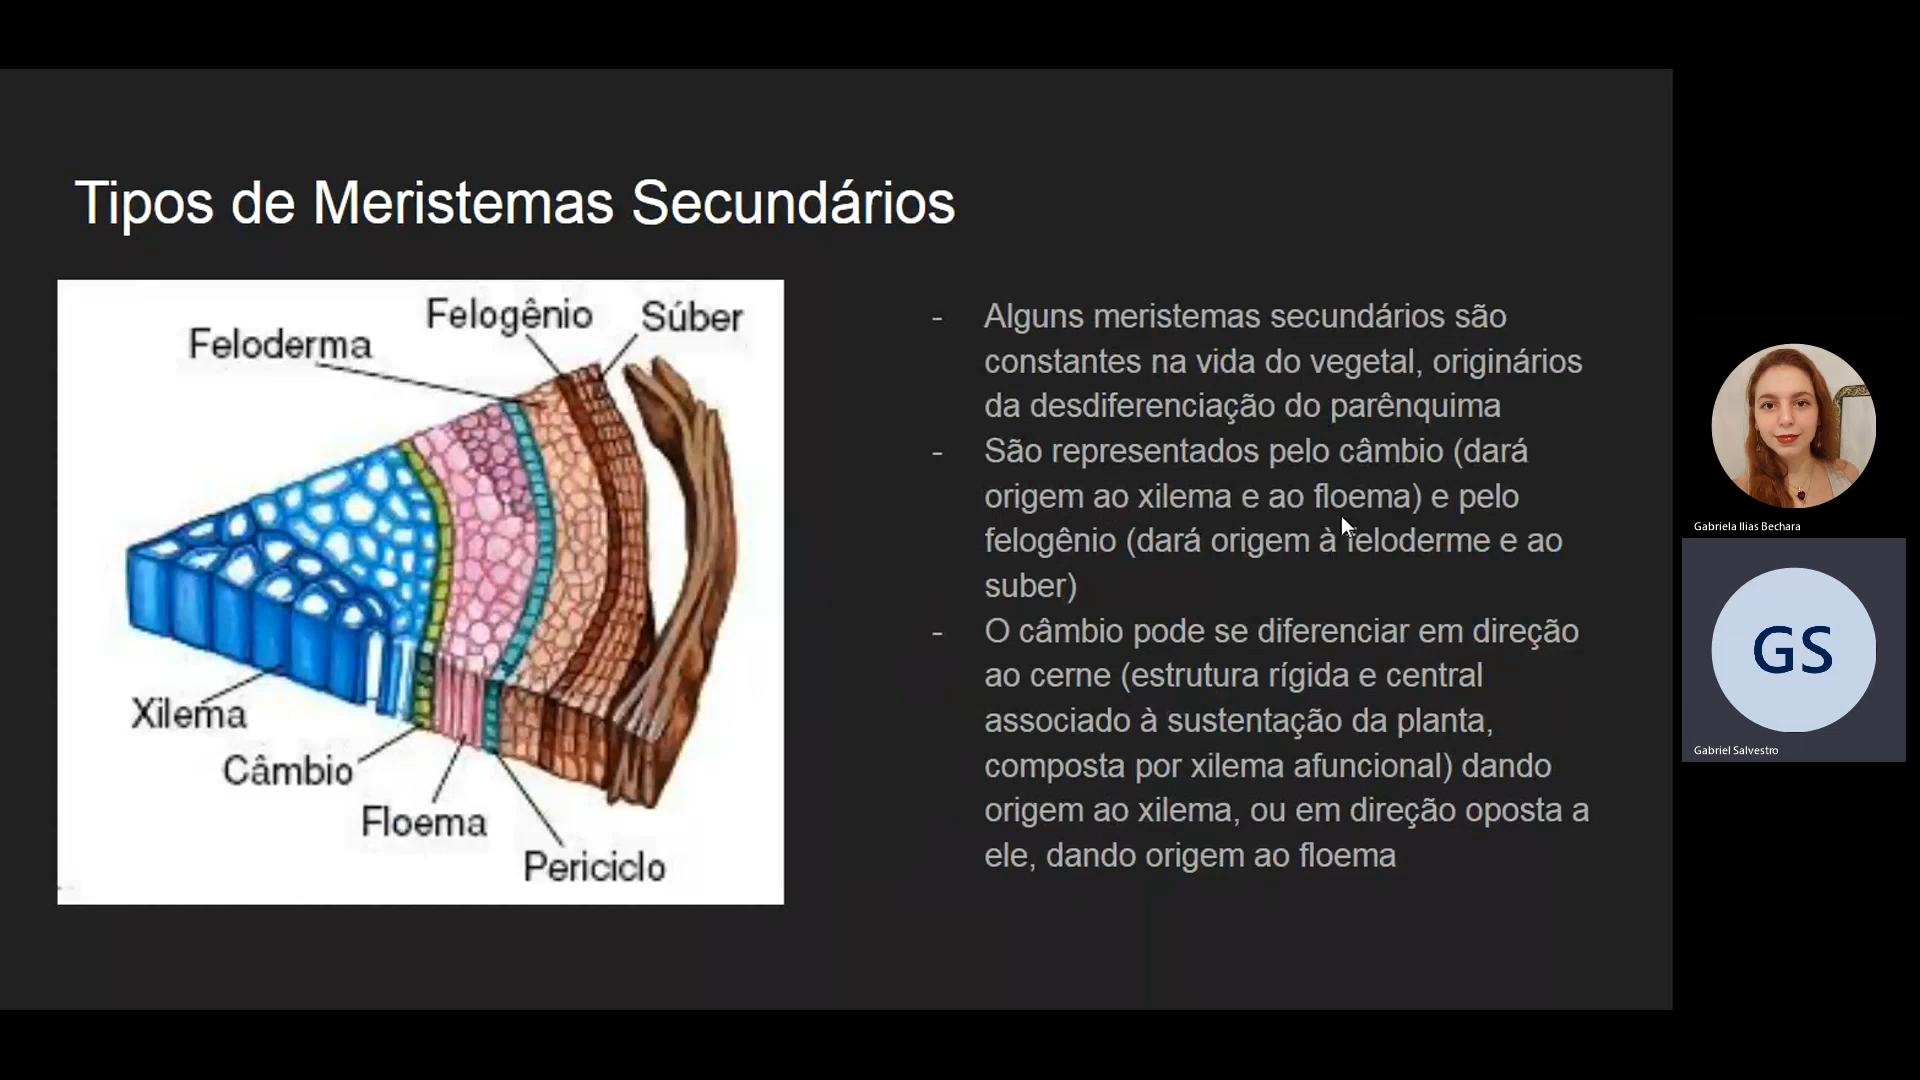 Tipos de Meristemas Secundários
Felogênio
Súber
Feloderma
Xilema
Câmbio
Floema
Periciclo
- Alguns meristemas secundários são
constantes na vida do vegetal, originários
da desdiferenciação do parênquima
- São representados pelo câmbio (dará
origem ao xilema e ao floema) e pelo
felogênio (dará origem à feloderme e ao
suber)
- O câmbio pode se diferenciar em direção
ao cerne (estrutura rígida e central
associado à sustentação da planta,
composta por xilema afuncional) dando
origem ao xilema, ou em direção oposta a
ele, dando origem ao floema
Gabriela Ilias Bechara
GS
Gabriel Salvestro